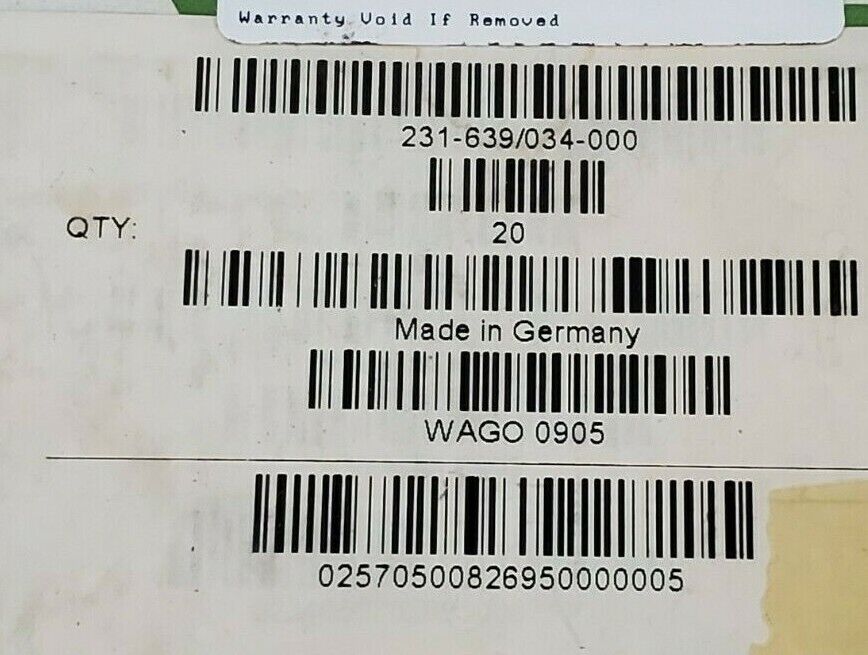 Warranty Void If Removed
231-639/034-000
QTY:
20
Made in Germany
WAGO 0905
02570500826950000005